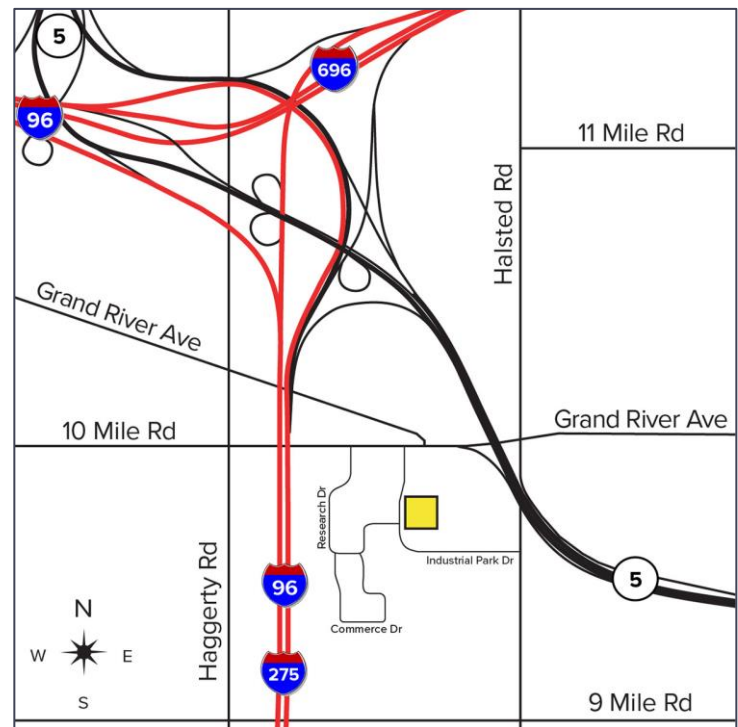 5
696
96
11 Mile Rd
Halsted Rd
Grand River Ave
10 Mile Rd
Grand River Ave
Research Dr
Industrial Park Dr
Haggerty Rd
96
5
N
W
E
S
Commerce Dr
275
9 Mile Rd